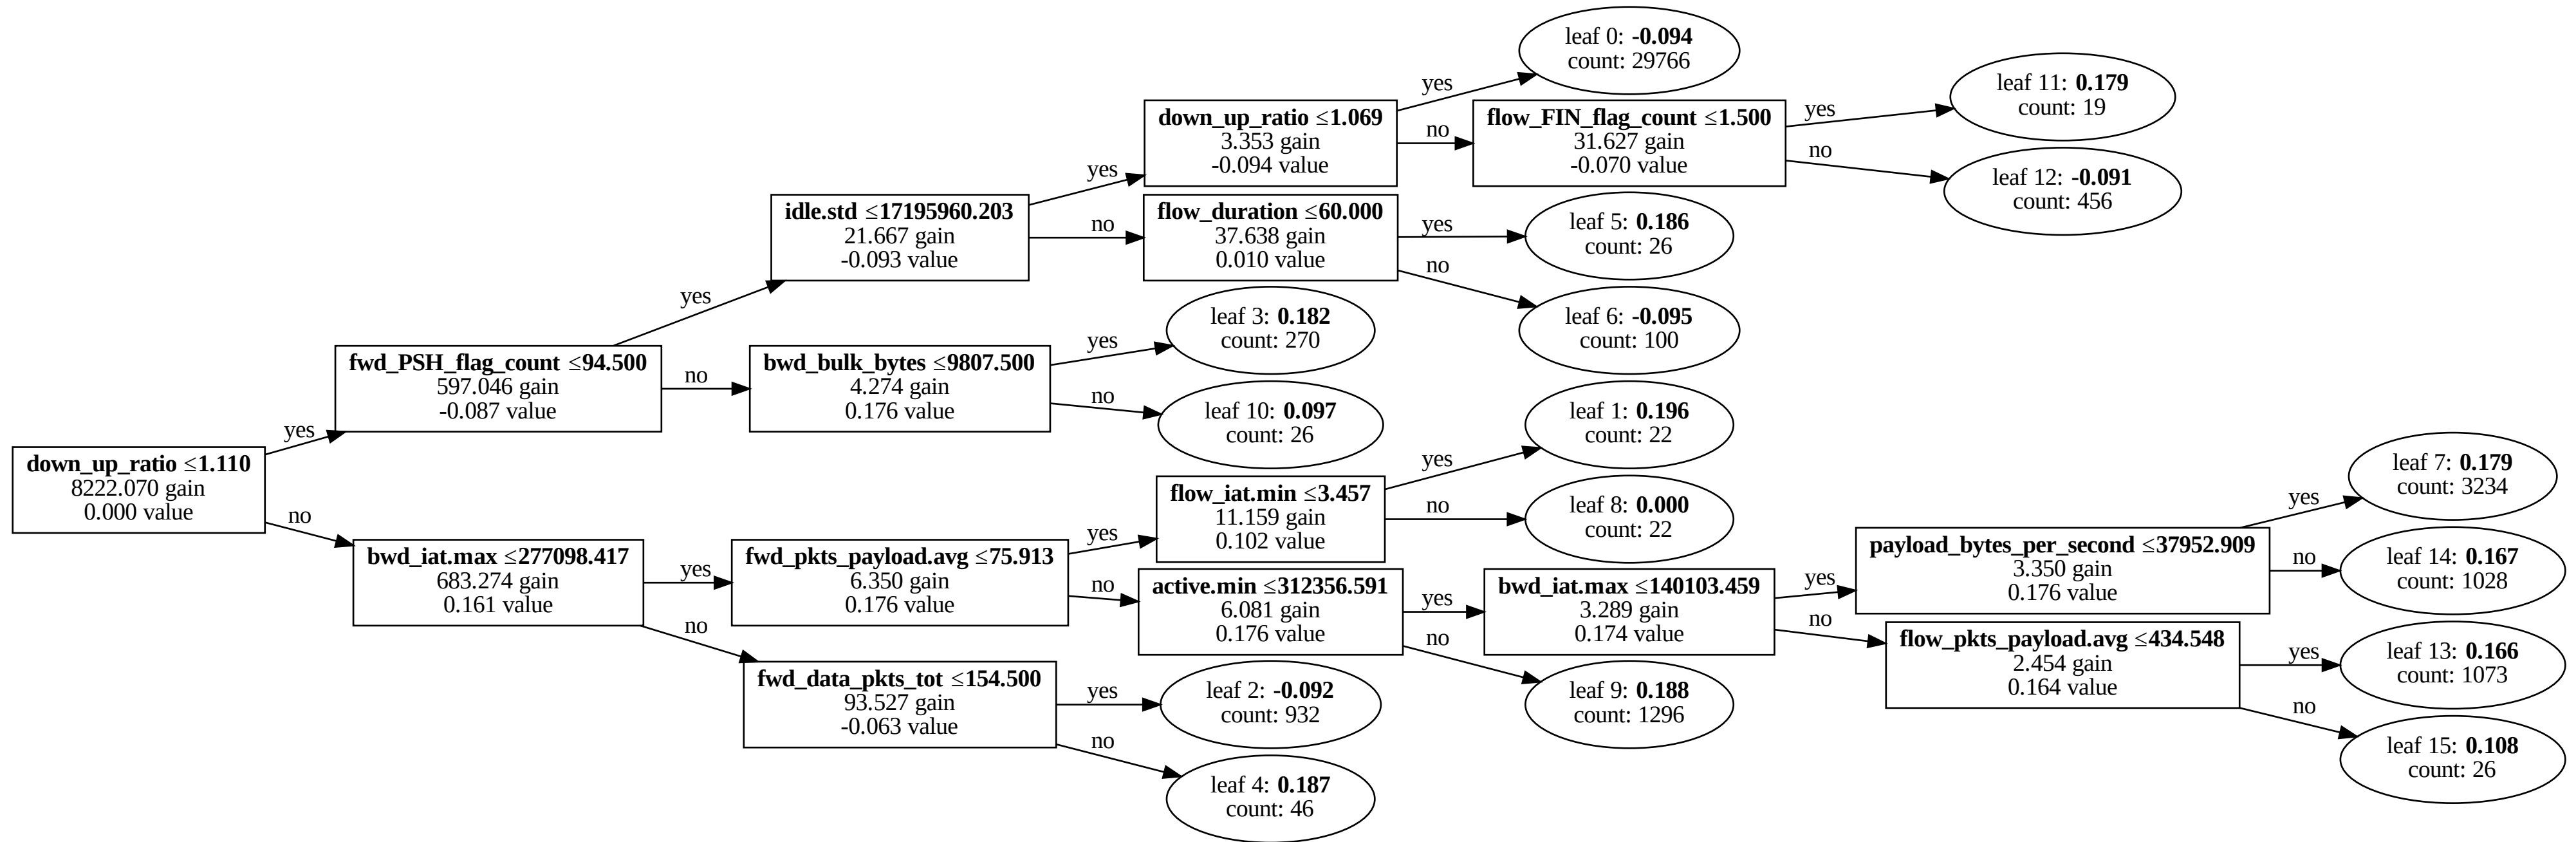 down_up_ratio ≤1.110
8222.070 gain
0.000 value
yes
no
fwd_PSH_flag_count ≤94.500
597.046 gain
-0.087 value
yes
no
bwd_iat.max ≤277098.417
683.274 gain
0.161 value
yes
no
idle.std ≤17195960.203
21.667 gain
-0.093 value
yes
no
bwd_bulk_bytes ≤9807.500
4.274 gain
0.176 value
yes
no
fwd_pkts_payload.avg ≤75.913
6.350 gain
0.176 value
yes
no
fwd_data_pkts_tot ≤154.500
93.527 gain
-0.063 value
yes
no
down_up_ratio ≤1.069
3.353 gain
-0.094 value
yes
no
flow_duration ≤60.000
37.638 gain
0.010 value
yes
no
leaf 3: 0.182
count: 270
leaf 10: 0.097
count: 26
flow_iat.min ≤3.457
11.159 gain
0.102 value
yes
no
active.min ≤312356.591
6.081 gain
0.176 value
yes
no
leaf 2: -0.092
count: 932
leaf 4: 0.187
count: 46
leaf 0: -0.094
count: 29766
flow_FIN_flag_count ≤1.500
31.627 gain
-0.070 value
yes
no
leaf 5: 0.186
count: 26
leaf 6: -0.095
count: 100
leaf 1: 0.196
count: 22
leaf 8: 0.000
count: 22
bwd_iat.max ≤140103.459
3.289 gain
0.174 value
yes
no
leaf 9: 0.188
count: 1296
leaf 11: 0.179
count: 19
leaf 12: -0.091
count: 456
payload_bytes_per_second ≤37952.909
3.350 gain
0.176 value
yes
no
flow_pkts_payload.avg ≤434.548
2.454 gain
0.164 value
yes
no
leaf 7: 0.179
count: 3234
leaf 14: 0.167
count: 1028
leaf 13: 0.166
count: 1073
leaf 15: 0.108
count: 26